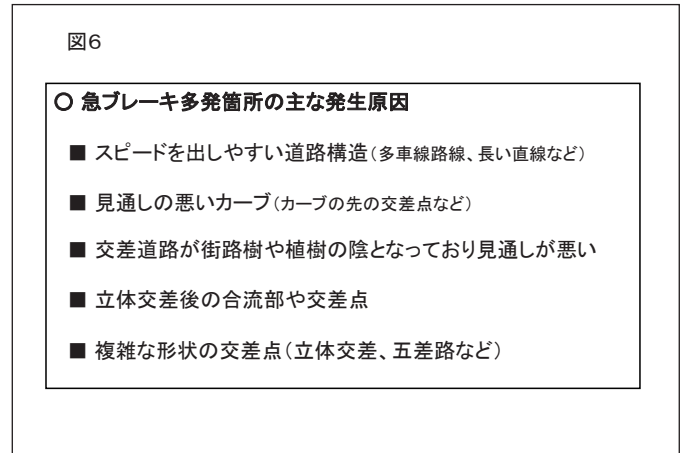 図6
○ 急ブレーキ多発箇所の主な発生原因
■ スピードを出しやすい道路構造(多車線路線、長い直線など)
■ 見通しの悪いカーブ(カーブの先の交差点など)
■ 交差道路が街路樹や植樹の陰となっており見通しが悪い
■ 立体交差後の合流部や交差点
■ 複雑な形状の交差点(立体交差、五差路など)